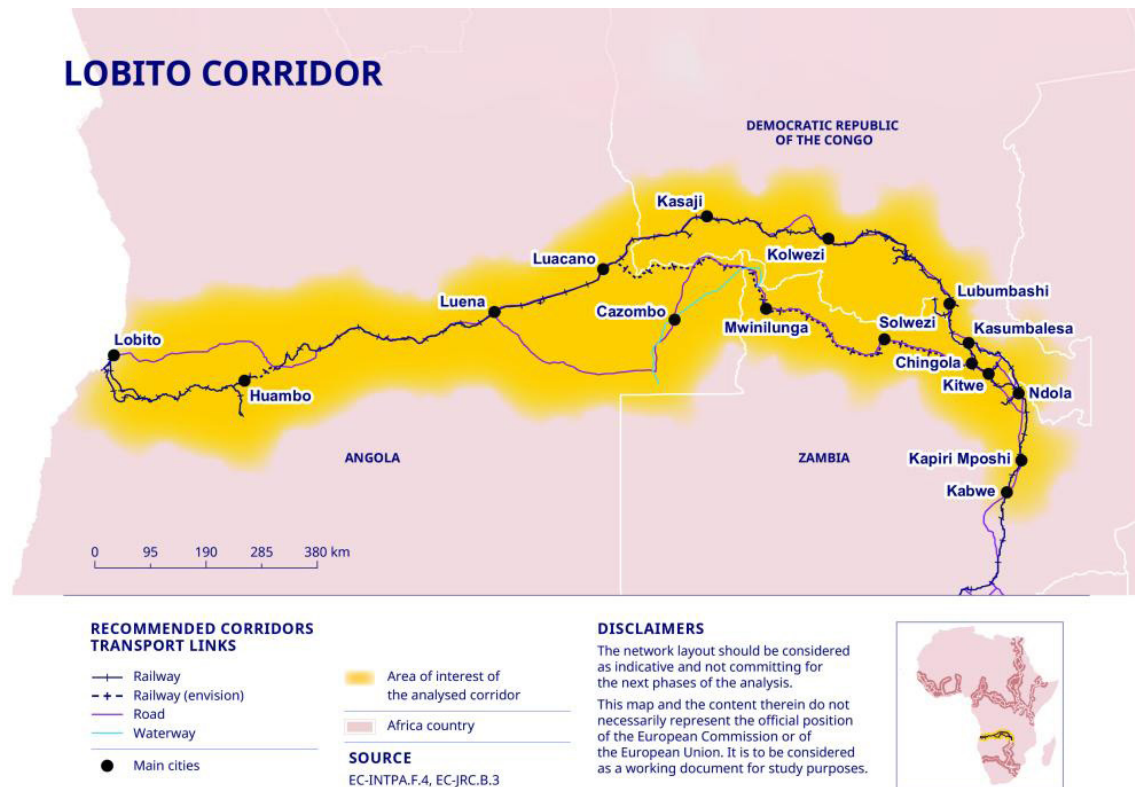 LOBITO CORRIDOR
DEMOCRATIC REPUBLIC
OF THE CONGO
Kasaji
Kolwezi
Luacano
Lubumbashi
Luena
Cazombo
Mwinilunga
Solwezi
Kasumbalesa
Lobito
Chingola
Kitwe
Ndola
Huambo
ANGOLA
ZAMBIA
Kapiri Mposhi
Kabwe
0 95 190 285 380 km
RECOMMENDED CORRIDORS
TRANSPORT LINKS
Railway
Railway (envision)
Road
Waterway
Main cities
Area of interest of
the analysed corridor
Africa country
SOURCE
EC-INTPA.F.4, EC-JRC.B.3
DISCLAIMERS
The network layout should be considered
as indicative and not committing for
the next phases of the analysis.
This map and the content therein do not
necessarily represent the official position
of the European Commission or of
the European Union. It is to be considered
as a working document for study purposes.